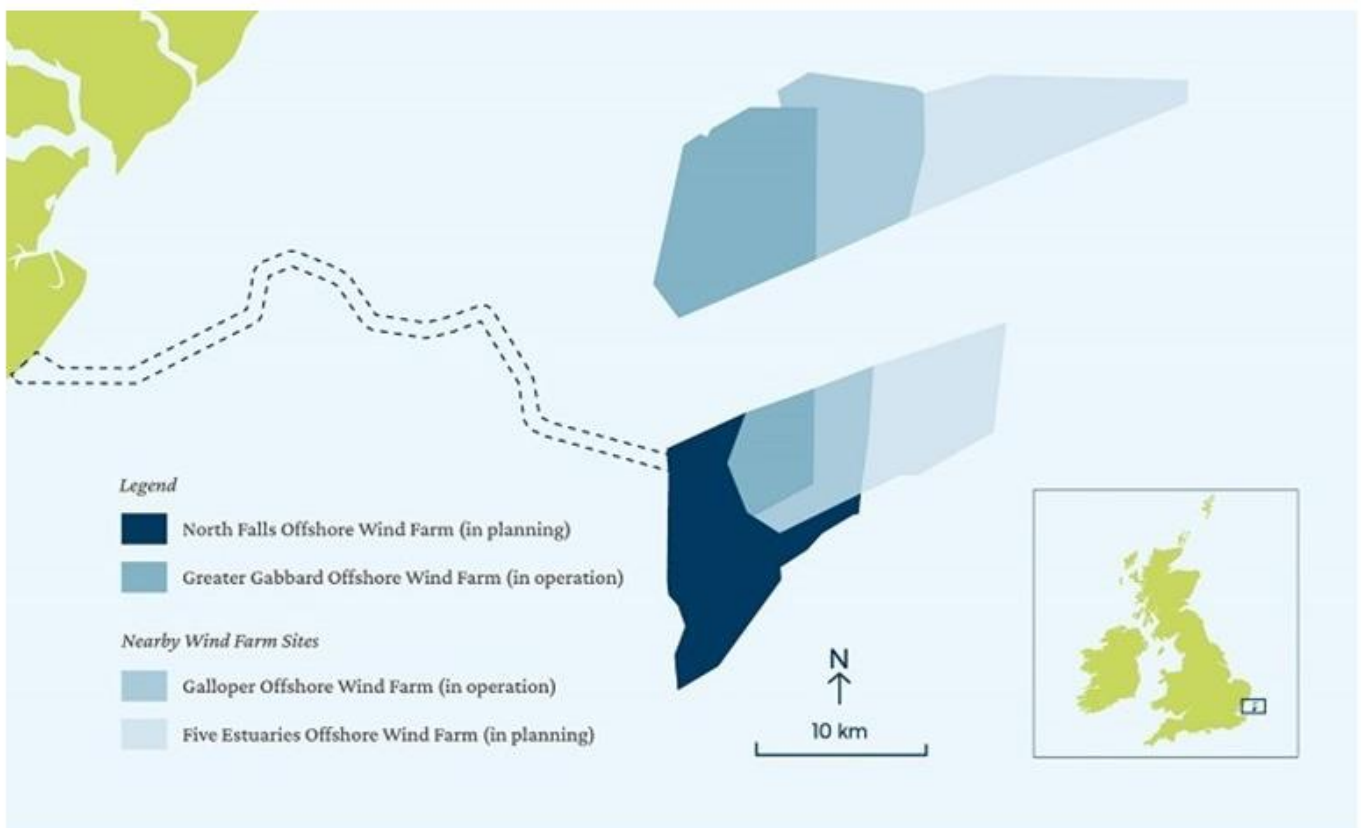 Legend
North Falls Offshore Wind Farm (in planning)
Greater Gabbard Offshore Wind Farm (in operation)
Nearby Wind Farm Sites
Galloper Offshore Wind Farm (in operation)
Five Estuaries Offshore Wind Farm (in planning)
N
10 km